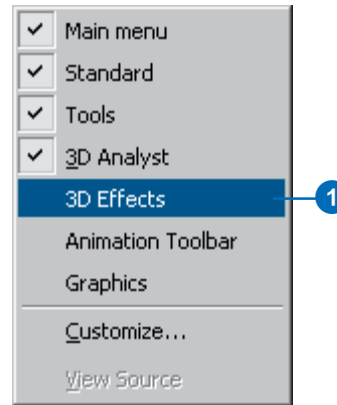 Main menu
Standard
Tools
3D Analyst
3D Effects
1
Animation Toolbar
Graphics
Customize...
View Source